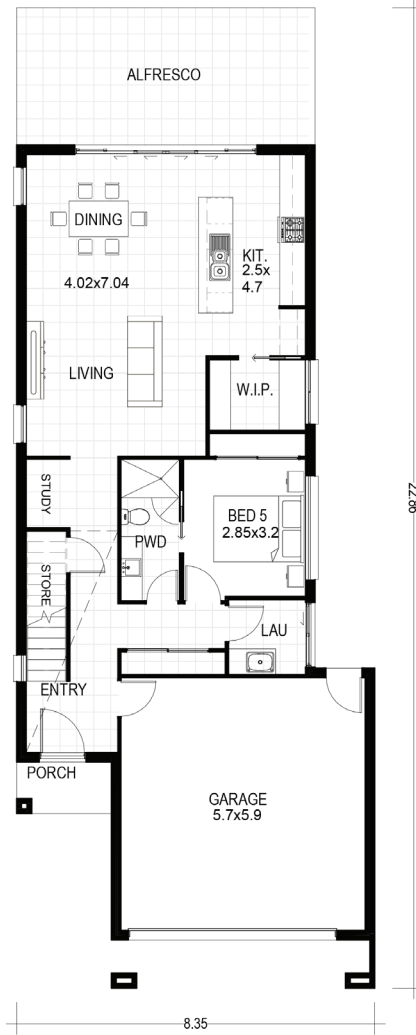 ALFRESCO
DINING
KIT.
2.5x
4.7
4.02x7.04
LIVING
W.I.P.
STUDY
BED 5
2.85x3.2
PWD
STORE
LAU
ENTRY
PORCH
GARAGE
5.7x5.9
8.35